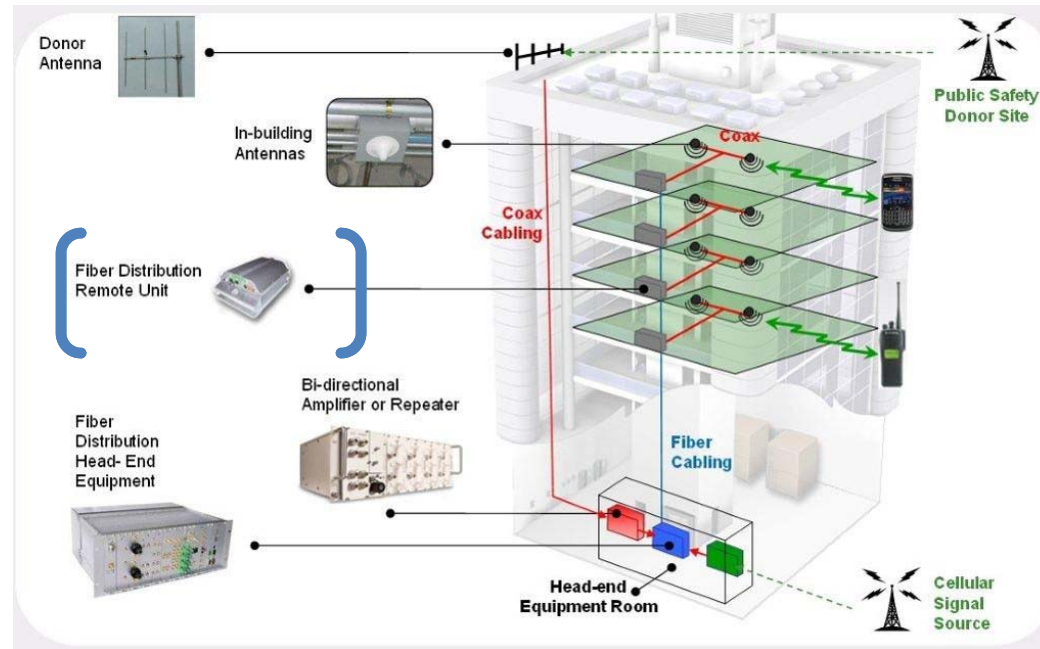 Donor
Antenna
Public Safety
Donor Site
In-building
Antennas
Coax
Coax
Cabling
Fiber Distribution
Remote Unit
Bi-directional
Amplifier or Repeater
Fiber
Distribution
Head- End
Equipment
Fiber
Cabling
Head-end
Equipment Room
Cellular
Signal
Source